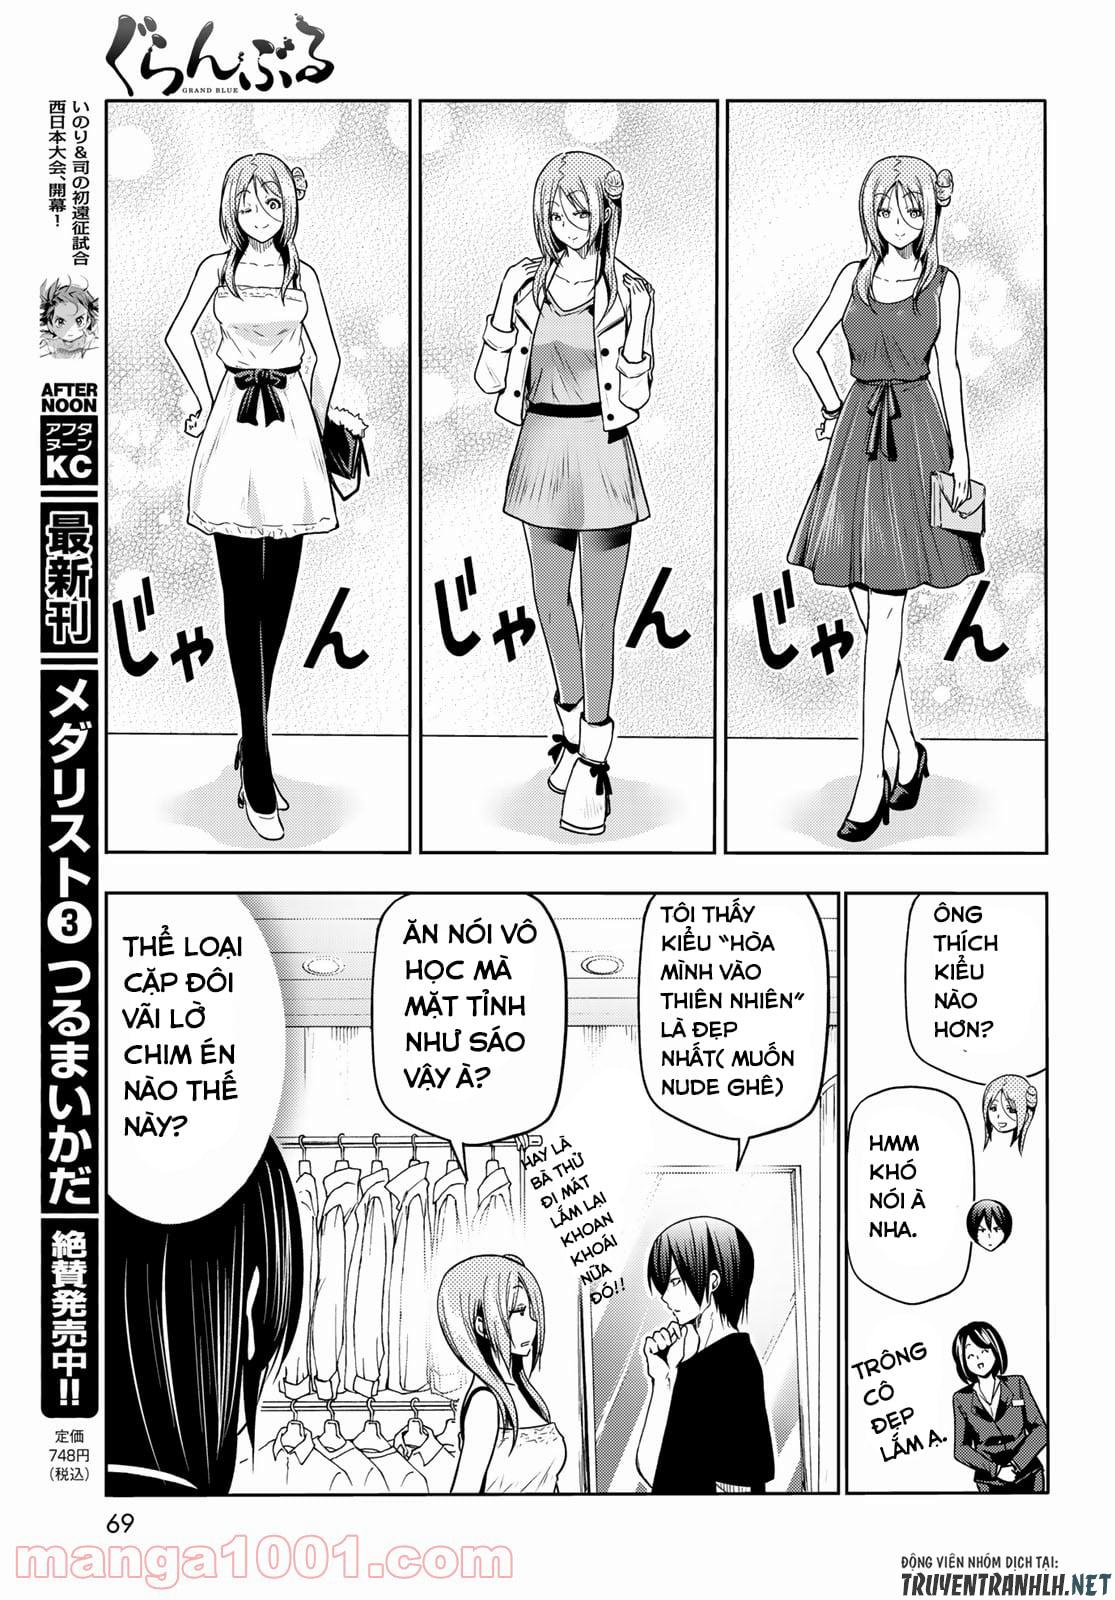 ぐらんぶる
GRAND BLUE
いのり&司の初遠征試合
西日本大会、開幕!
AFTER
NOON
アフタ
ヌーン
KC
最新刊
メダリスト3
つるまいかだ
絶賛発売中!!
定価
748円
(税込)
じゃん
じゃん
じゃん
ÔNG
THÍCH
KIỂU
NÀO
HƠN?
HMM
KHÓ
NÓI À
NHA.
TRÔNG
CÔ
ĐẸP
LẮM Ạ.
TÔI THẤY
KIỂU “HÒA
MÌNH VÀO
THIÊN NHIÊN”
LÀ ĐẸP
NHẤT( MUỐN
NUDE GHÊ)
HAY LÀ
BÀ THỬ
ĐI MÁT
LẮM LẠI
KHOAN
KHOÁI
NỮA
ĐÓ!!
ĂN NÓI VÔ
HỌC MÀ
MẶT TỈNH
NHƯ SÁO
VẬY À?
THỂ LOẠI
CẶP ĐÔI
VÃI LỜ
CHIM ÉN
NÀO THẾ
NÀY?
69
manga1001.com
ĐỘNG VIÊN NHÓM DỊCH TẠI:
TRUYENTRANHLH.NET